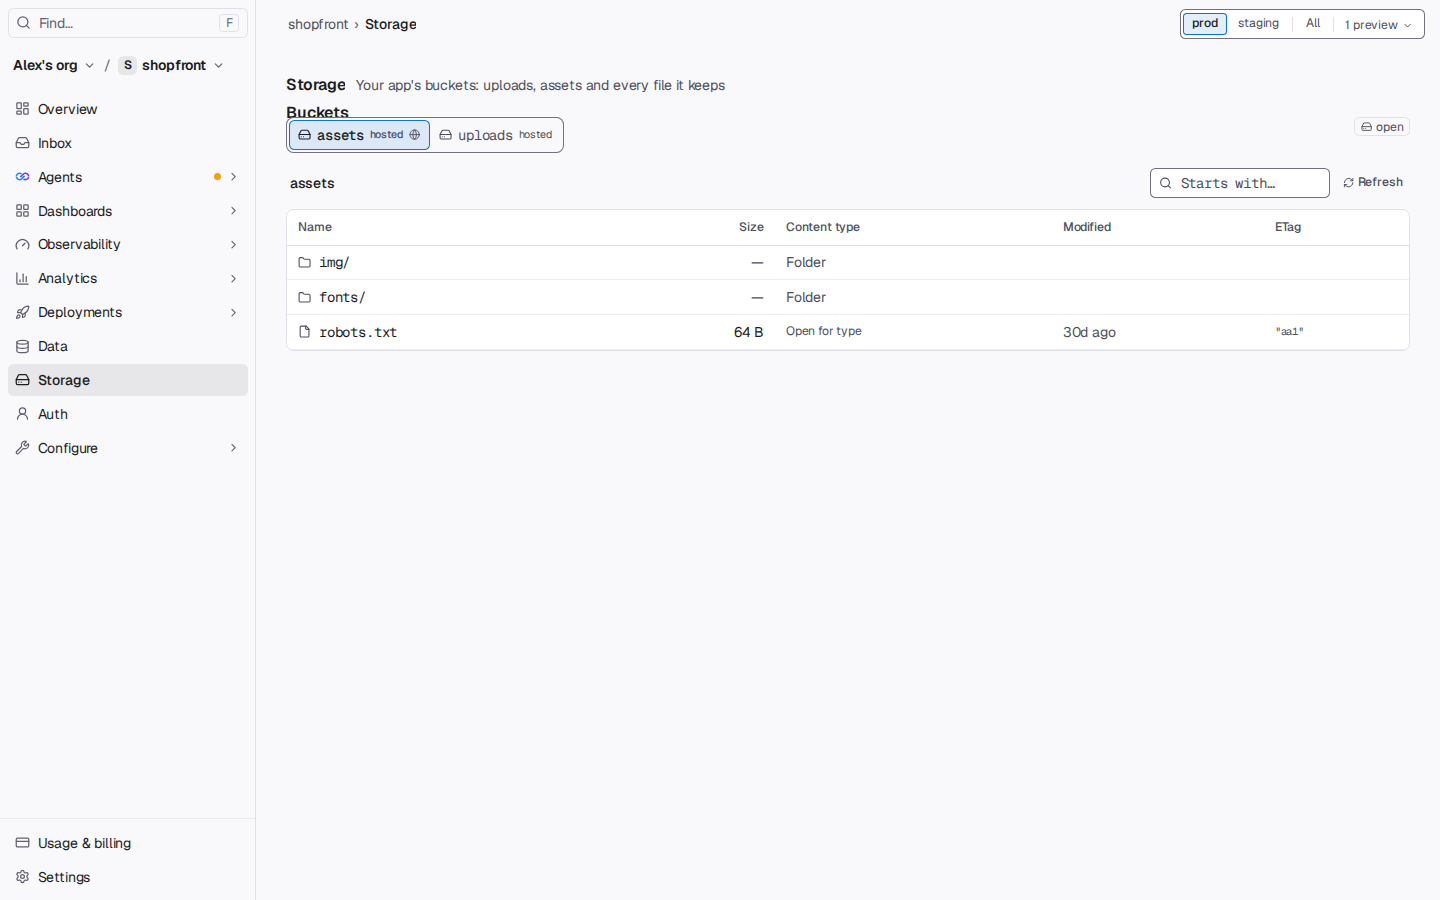 Find... F
shopfront › Storage
prod staging All 1 preview
Alex's org / S shopfront
Overview
Inbox
Agents
Dashboards
Observability
Analytics
Deployments
Data
Storage
Auth
Configure
Usage & billing
Settings
Storage Your app's buckets: uploads, assets and every file it keeps
Buckets
assets hosted uploads hosted
open
assets
Starts with…
Refresh
Name Size Content type Modified ETag
img/ — Folder
fonts/ — Folder
robots.txt 64 B Open for type 30d ago "aa1"